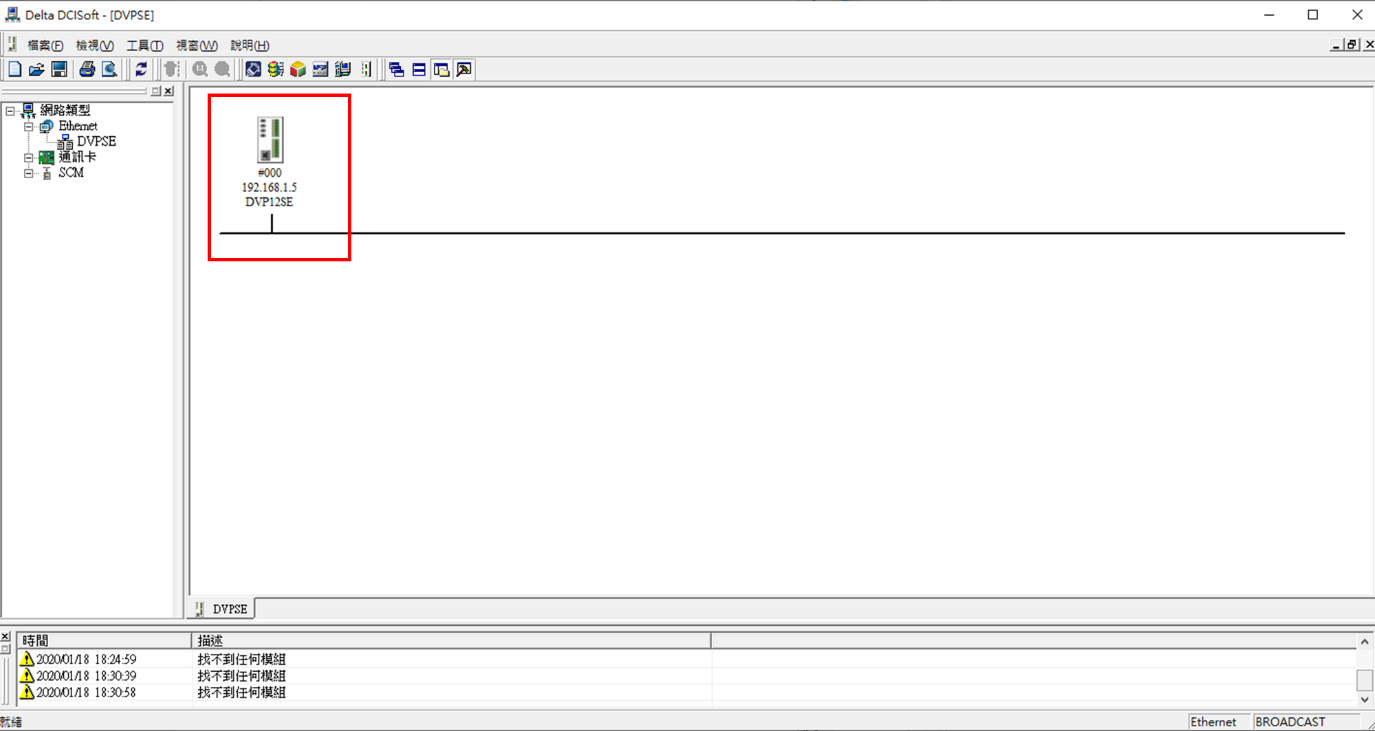 Delta DCISoft - [DVPSE]
檔案(F) 檢視(V) 工具(T) 視窗(W) 說明(H)
網路類型
Ethernet
DVPSE
通訊卡
SCM
#000
192.168.1.5
DVP12SE
DVPSE
時間 描述
2020/01/18 18:24:59 找不到任何模組
2020/01/18 18:30:39 找不到任何模組
2020/01/18 18:30:58 找不到任何模組
就緒 Ethernet BROADCAST